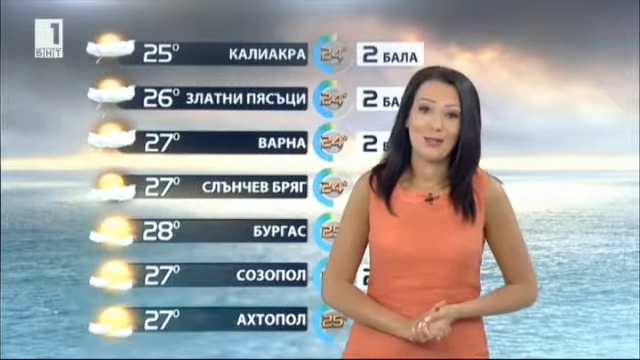 1
БНТ
25° КАЛИАКРА 24° 2 БАЛА
26° ЗЛАТНИ ПЯСЪЦИ 24° 2
27° ВАРНА 24° 2
27° СЛЪНЧЕВ БРЯГ 24°
28° БУРГАС
27° СОЗОПОЛ
27° АХТОПОЛ 25°